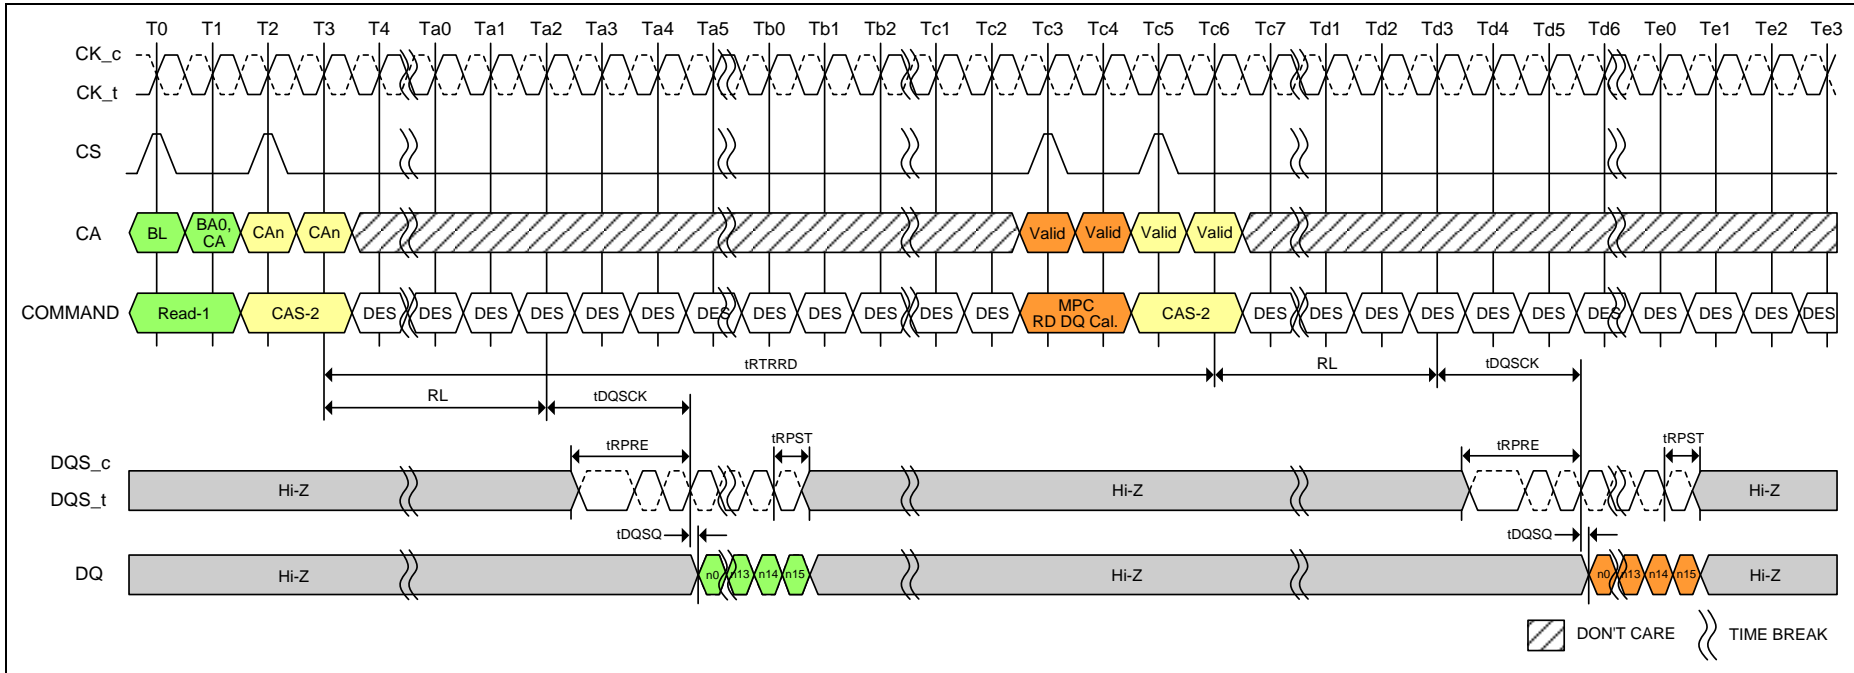 T0 T1 T2 T3 T4 Ta0 Ta1 Ta2 Ta3 Ta4 Ta5 Tb0 Tb1 Tb2 Tc1 Tc2 Tc3 Tc4 Tc5 Tc6 Tc7 Td1 Td2 Td3 Td4 Td5 Td6 Te0 Te1 Te2 Te3
CK_c
CK_t
CS
CA BL BA0, CA CAn CAn Valid Valid Valid Valid
COMMAND Read-1 CAS-2 DES DES DES DES DES DES DES DES DES DES DES DES MPC RD DQ Cal. CAS-2 DES DES DES DES DES DES DES DES DES DES DES
tRTRRD RL tDQSCK
RL tDQSCK
tRPRE tRPST tRPRE tRPST
DQS_c
DQS_t
Hi-Z Hi-Z Hi-Z
tDQSQ tDQSQ
DQ Hi-Z n0 n13 n14 n15 Hi-Z n0 n13 n14 n15 Hi-Z
DON'T CARE TIME BREAK